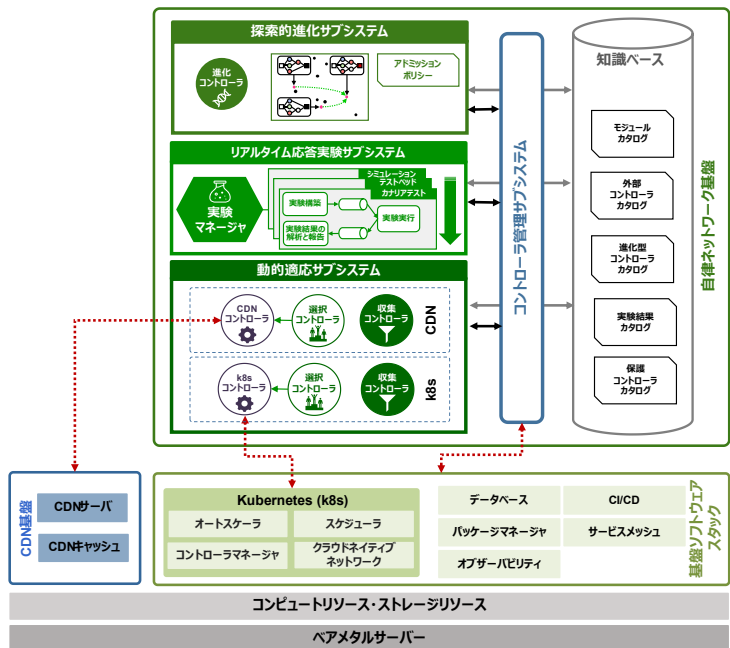 探索的進化サブシステム
進化
コントローラ
アドミッション
ポリシー
リアルタイム応答実験サブシステム
実験
マネージャ
シミュレーション
テストベッド
カナリアテスト
実験構築
実験実行
実験結果の
解析と報告
動的適応サブシステム
CDN
コントローラ
選択
コントローラ
収集
コントローラ
CDN
k8s
コントローラ
選択
コントローラ
収集
コントローラ
k8s
コントローラ管理サブシステム
知識ベース
モジュール
カタログ
外部
コントローラ
カタログ
進化型
コントローラ
カタログ
実験結果
カタログ
保護
コントローラ
カタログ
自律ネットワーク基盤
CDN基盤
CDNサーバ
CDNキャッシュ
Kubernetes (k8s)
オートスケーラ
スケジューラ
コントローラマネージャ
クラウドネイティブ
ネットワーク
データベース
CI/CD
パッケージマネージャ
サービスメッシュ
オブザーバビリティ
基盤ソフトウェア
スタック
コンピュートリソース・ストレージリソース
ベアメタルサーバー